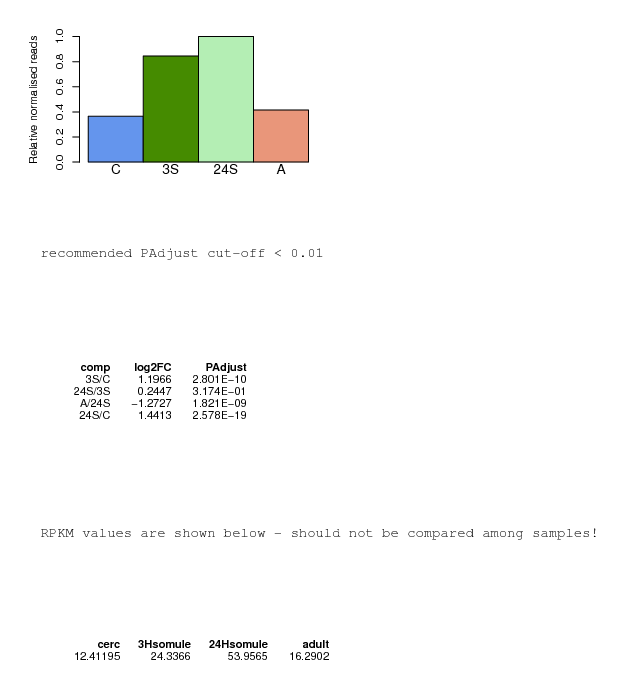 Relative normalised reads
1.0
0.8
0.6
0.4
0.2
0.0
C 3S 24S A
recommended PAdjust cut-off < 0.01
comp log2FC PAdjust
3S/C 1.1966 2.801E−10
24S/3S 0.2447 3.174E−01
A/24S −1.2727 1.821E−09
24S/C 1.4413 2.578E−19
RPKM values are shown below - should not be compared among samples!
cerc 3Hsomule 24Hsomule adult
12.41195 24.3366 53.9565 16.2902